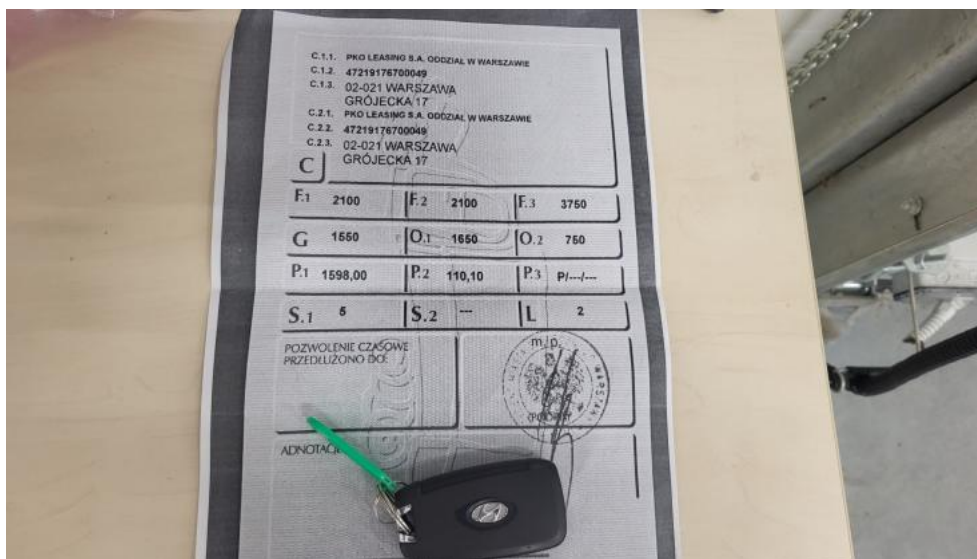 C.1.1. PKO LEASING S.A. ODDZIAŁ W WARSZAWIE
C.1.2. 47219176700049
C.1.3. 02-021 WARSZAWA
GRÓJECKA 17
C.2.1. PKO LEASING S.A. ODDZIAŁ W WARSZAWIE
C.2.2. 47219176700049
C.2.3. 02-021 WARSZAWA
GRÓJECKA 17
C
F.1 2100 F.2 2100 F.3 3750
G 1550 O.1 1650 O.2 750
P.1 1598,00 P.2 110,10 P.3 P/---/---
S.1 5 S.2 --- L 2
POZWOLENIE CZASOWE
PRZEDŁUŻONO DO:
m.p.
ADNOTACJE